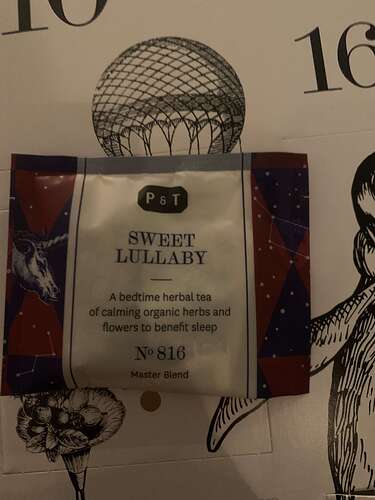 10
16
P & T
SWEET
LULLABY
A bedtime herbal tea
of calming organic herbs and
flowers to benefit sleep
Nº 816
Master Blend